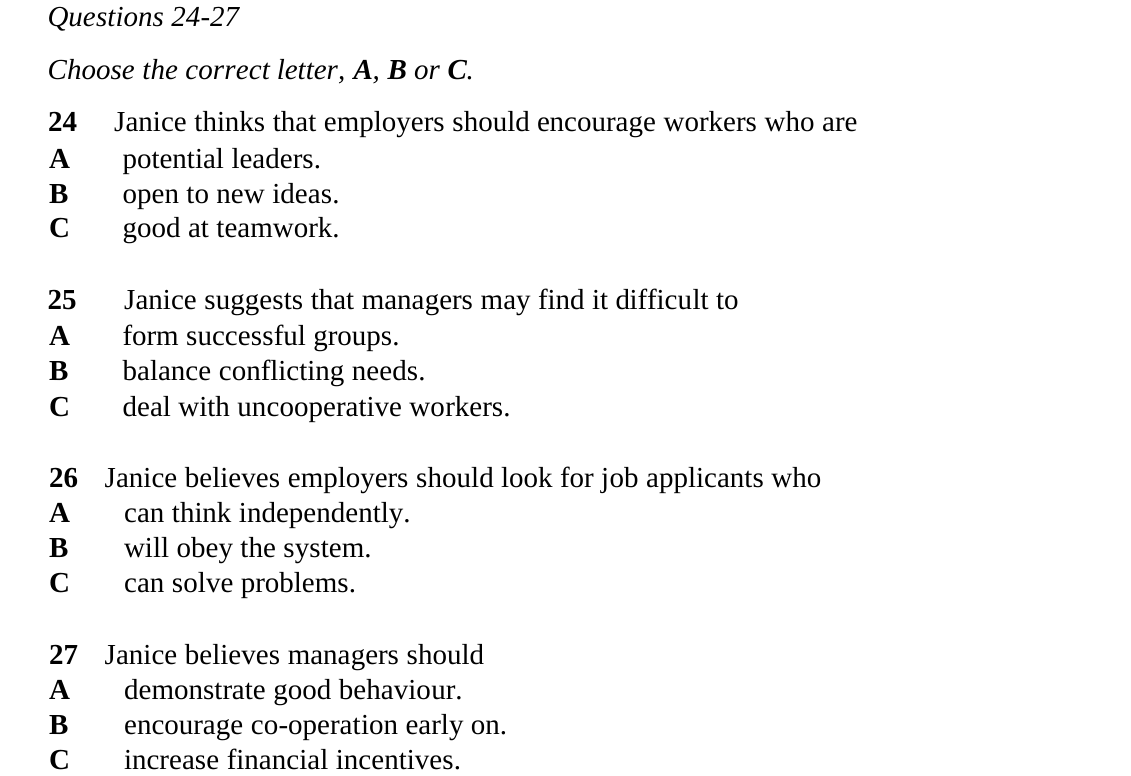 Questions 24-27
Choose the correct letter, A, B or C.
24 Janice thinks that employers should encourage workers who are
A potential leaders.
B open to new ideas.
C good at teamwork.
25 Janice suggests that managers may find it difficult to
A form successful groups.
B balance conflicting needs.
C deal with uncooperative workers.
26 Janice believes employers should look for job applicants who
A can think independently.
B will obey the system.
C can solve problems.
27 Janice believes managers should
A demonstrate good behaviour.
B encourage co-operation early on.
C increase financial incentives.